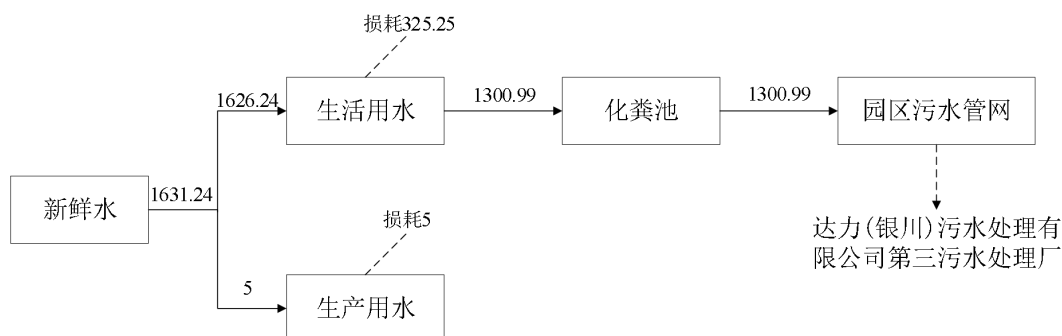 损耗325.25
1626.24
生活用水
1300.99
化粪池
1300.99
园区污水管网
新鲜水
1631.24
损耗5
达力(银川)污水处理有
限公司第三污水处理厂
5
生产用水